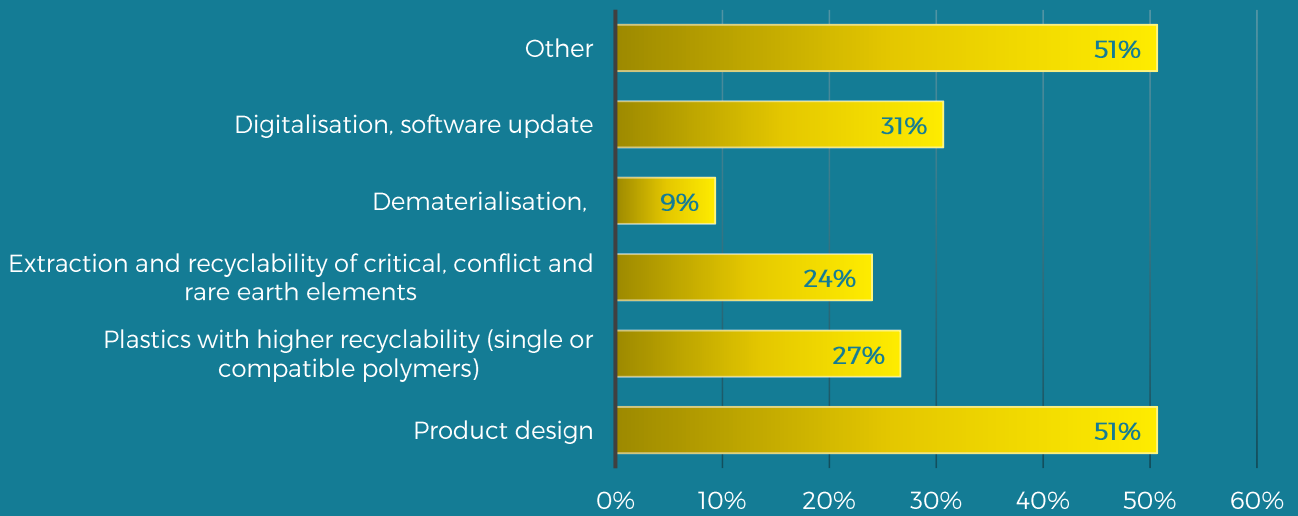 Other
51%
Digitalisation, software update
31%
Dematerialisation,
9%
Extraction and recyclability of critical, conflict and
rare earth elements
24%
Plastics with higher recyclability (single or
compatible polymers)
27%
Product design
51%
0% 10% 20% 30% 40% 50% 60%